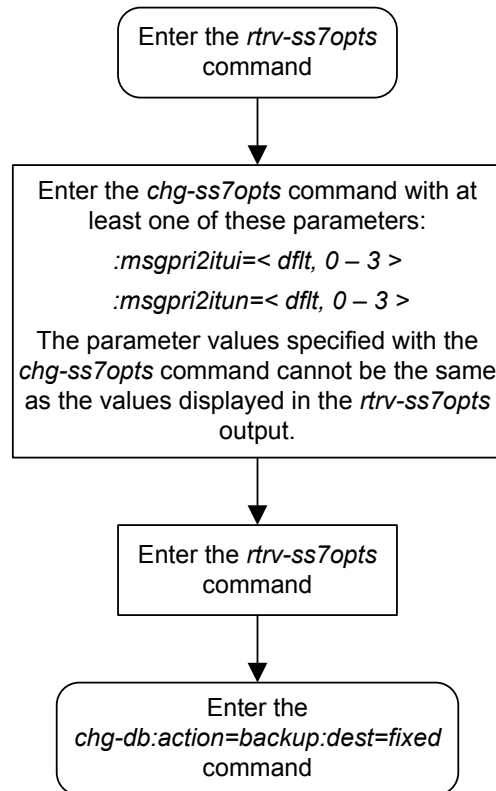 Enter the rtrv-ss7opts
command
Enter the chg-ss7opts command with at
least one of these parameters:
:msgpri2itui=< dflt, 0 – 3 >
:msgpri2itun=< dflt, 0 – 3 >
The parameter values specified with the
chg-ss7opts command cannot be the same
as the values displayed in the rtrv-ss7opts
output.
Enter the rtrv-ss7opts
command
Enter the
chg-db:action=backup:dest=fixed
command